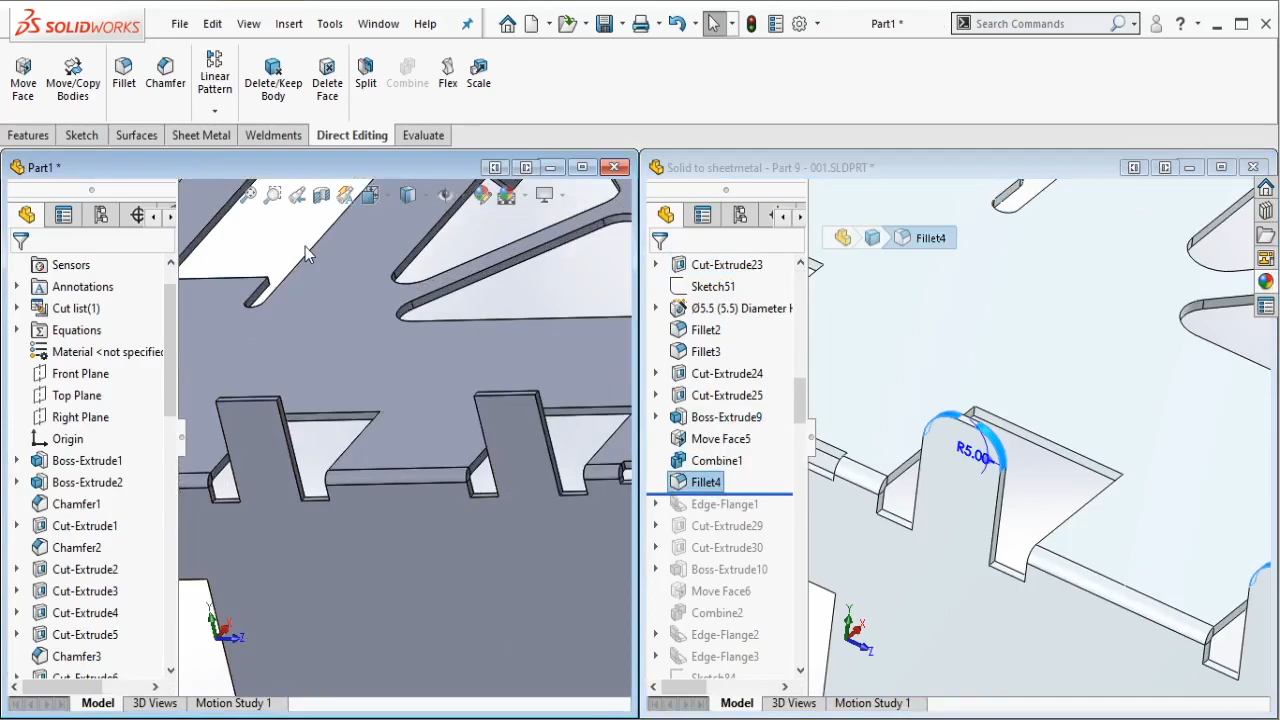 SOLIDWORKS File Edit View Insert Tools Window Help Part1 * Search Commands
Move Face Move/Copy Bodies Fillet Chamfer Linear Pattern Delete/Keep Body Delete Face Split Combine Flex Scale
Features Sketch Surfaces Sheet Metal Weldments Direct Editing Evaluate
Part1 *
Sensors
Annotations
Cut list(1)
Equations
Material <not specified
Front Plane
Top Plane
Right Plane
Origin
Boss-Extrude1
Boss-Extrude2
Chamfer1
Cut-Extrude1
Chamfer2
Cut-Extrude2
Cut-Extrude3
Cut-Extrude4
Cut-Extrude5
Chamfer3
Y
X
Z
Model 3D Views Motion Study 1
Solid to sheetmetal - Part 9 - 001.SLDPRT *
Fillet4
Cut-Extrude23
Sketch51
Ø5.5 (5.5) Diameter H
Fillet2
Fillet3
Cut-Extrude24
Cut-Extrude25
Boss-Extrude9
Move Face5
Combine1
Fillet4
Edge-Flange1
Cut-Extrude29
Cut-Extrude30
Boss-Extrude10
Move Face6
Combine2
Edge-Flange2
Edge-Flange3
Sketch84
R5.00
Y
X
Z
Model 3D Views Motion Study 1